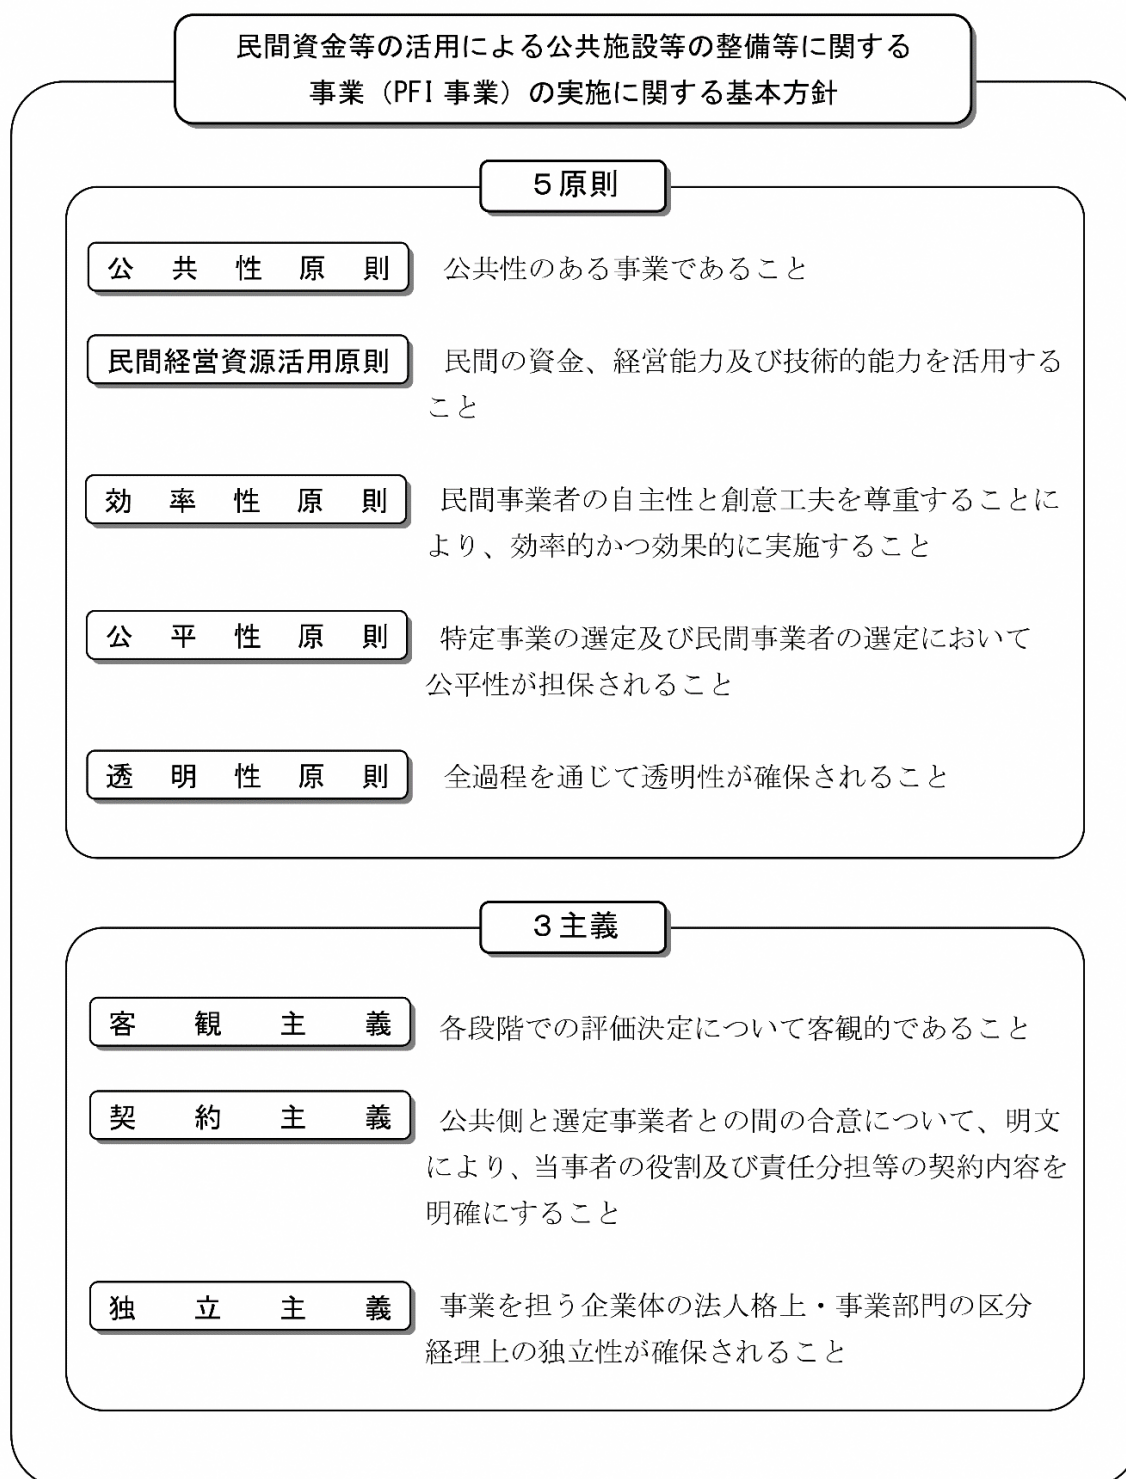 民間資金等の活用による公共施設等の整備等に関する
事業（PFI 事業）の実施に関する基本方針
５原則
公共性原則
公共性のある事業であること
民間経営資源活用原則
民間の資金、経営能力及び技術的能力を活用する
こと
効率性原則
民間事業者の自主性と創意工夫を尊重することに
より、効率的かつ効果的に実施すること
公平性原則
特定事業の選定及び民間事業者の選定において
公平性が担保されること
透明性原則
全過程を通じて透明性が確保されること
３主義
客観主義
各段階での評価決定について客観的であること
契約主義
公共側と選定事業者との間の合意について、明文
により、当事者の役割及び責任分担等の契約内容を
明確にすること
独立主義
事業を担う企業体の法人格上・事業部門の区分
経理上の独立性が確保されること